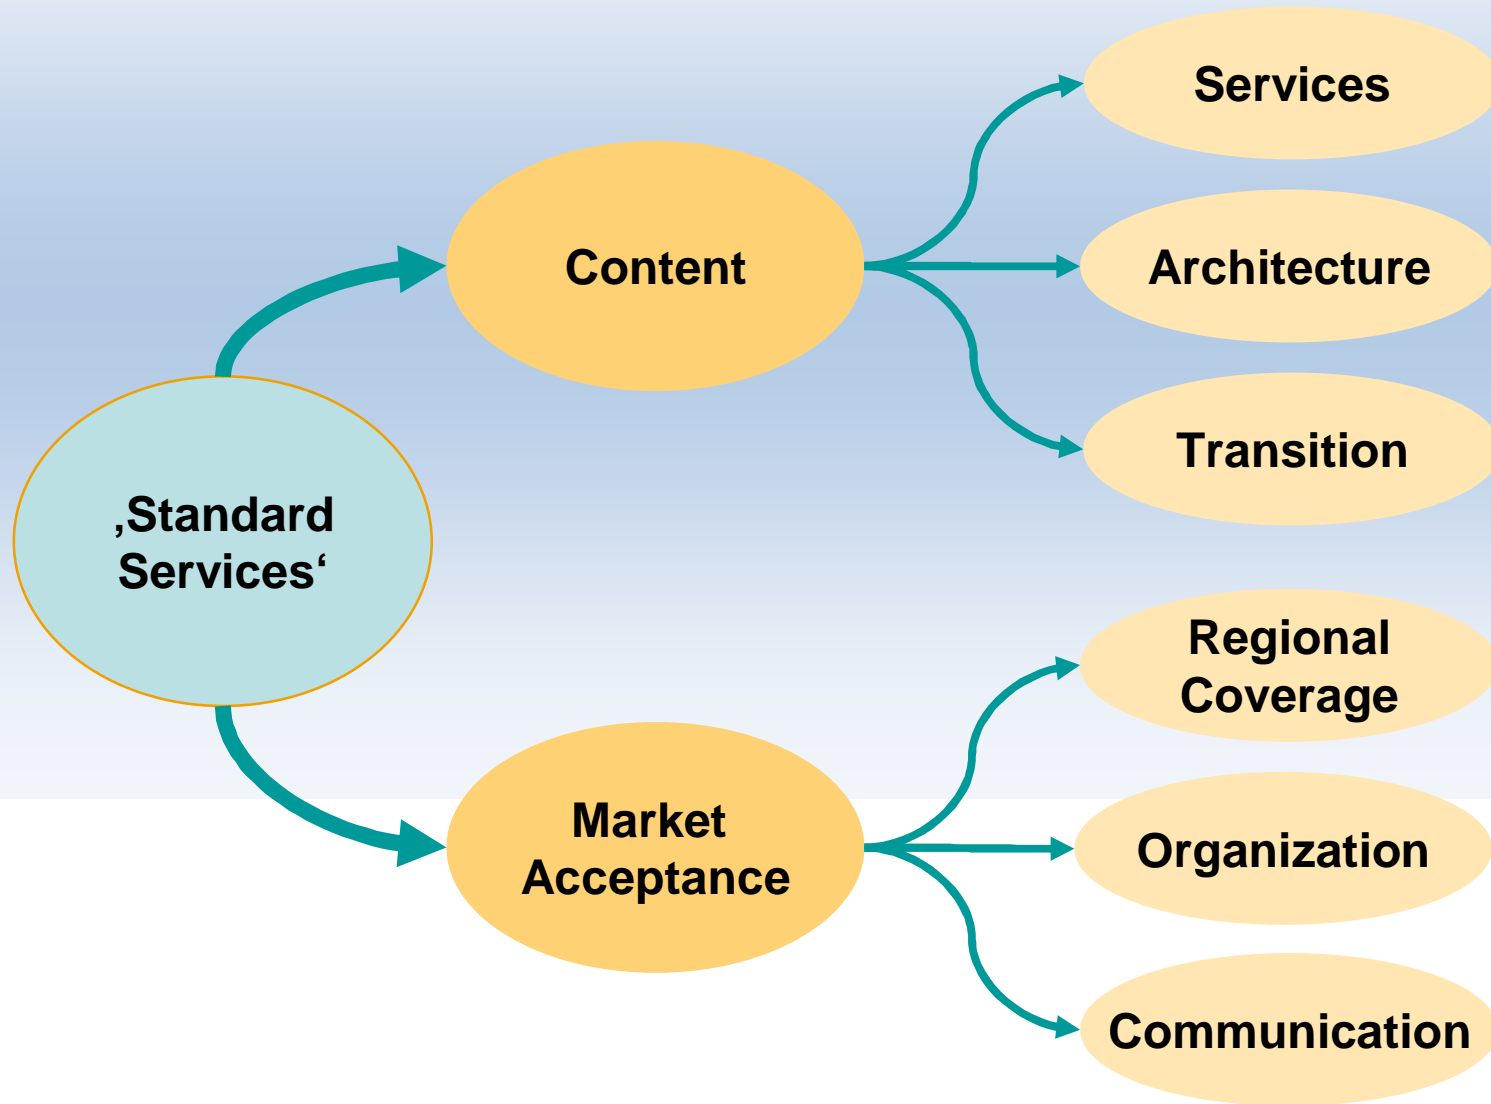 Services
Content
Architecture
Transition
‚Standard
Services‘
Regional
Coverage
Market
Acceptance
Organization
Communication